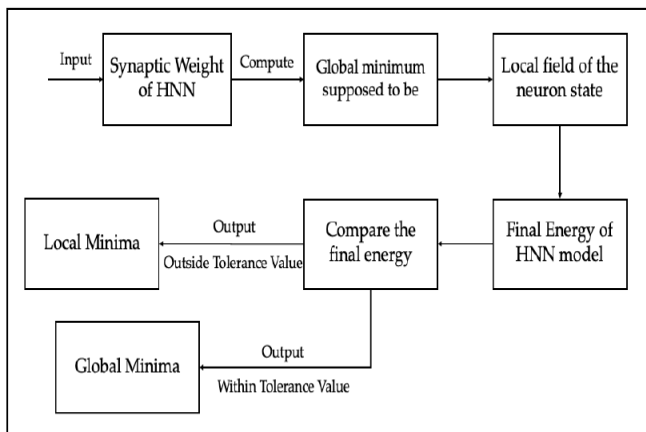 Input
Synaptic Weight
of HNN
Compute
Global minimum
supposed to be
Local field of the
neuron state
Final Energy of
HNN model
Compare the
final energy
Output
Outside Tolerance Value
Local Minima
Output
Within Tolerance Value
Global Minima